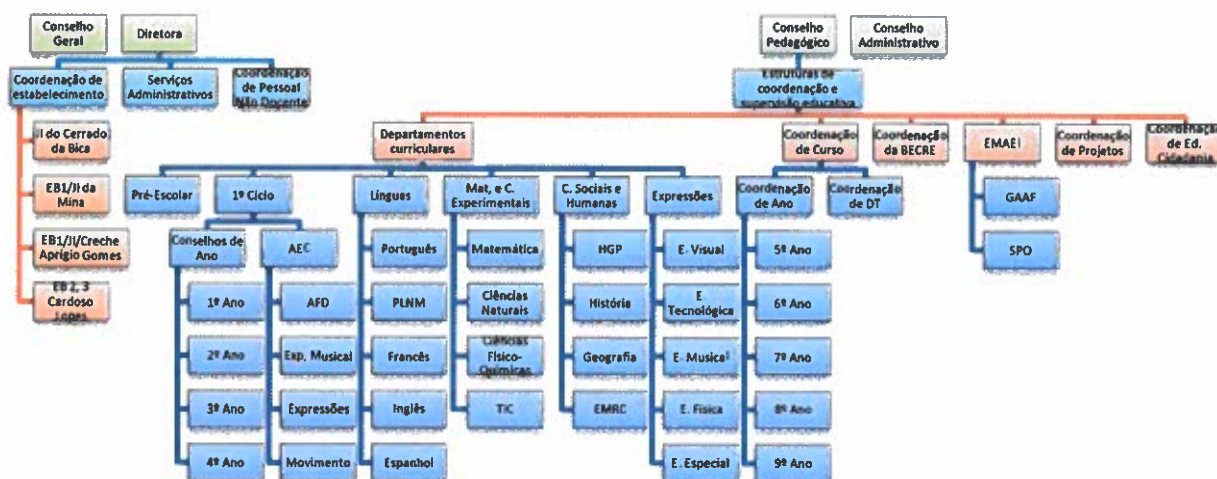 Conselho
Geral
Diretora
Conselho
Pedagógico
Conselho
Administrativo
Coordenação de
estabelecimento
Serviços
Administrativos
Coordenação
de Pessoal
Não Docente
Estruturas de
coordenação e
supervisão educativa
JI do Cerrado
da Bica
EB1/JI da
Mina
EB1/JI/Creche
Aprígio Gomes
EB 2, 3
Cardoso
Lopes
Departamentos
curriculares
Coordenação
de Curso
Coordenação
da BECRE
EMAEI
Coordenação
de Projetos
Coordenação
de Ed.
Cidadania
Pré-Escolar
1º Ciclo
Línguas
Mat, e C.
Experimentais
C. Sociais e
Humanas
Expressões
Coordenação
de Ano
Coordenação
de DT
GAAF
SPO
Conselhos de
Ano
1º Ano
2º Ano
3º Ano
4º Ano
AEC
AFD
Exp, Musical
Expressões
Movimento
Português
PLNM
Francês
Inglês
Espanhol
Matemática
Ciências
Naturais
Ciências
Físico-
Químicas
TIC
HGP
História
Geografia
EMRC
E. Visual
E.
Tecnológica
E. Musical
E. Física
E. Especial
5º Ano
6º Ano
7º Ano
8º Ano
9º Ano